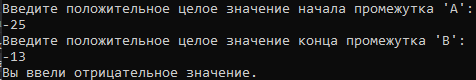 Введите положительное целое значение начала промежутка 'A':
-25
Введите положительное целое значение конца промежутка 'B':
-13
Вы ввели отрицательное значение.